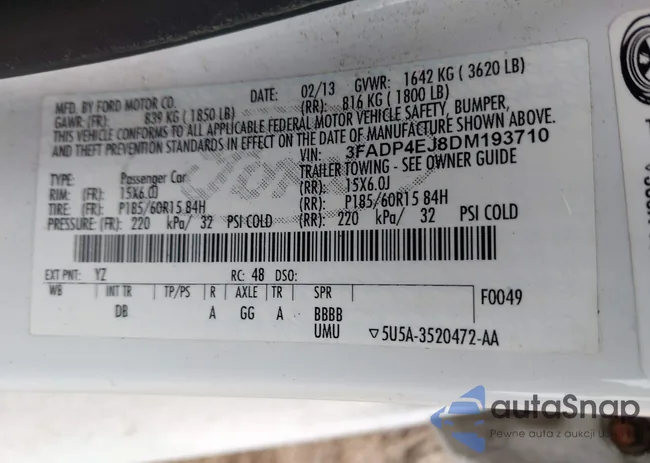 MFD. BY FORD MOTOR CO.
DATE: 02/13 GVWR: 1642 KG ( 3620 LB)
GAWR: (FR): 839 KG ( 1850 LB) (RR): 816 KG ( 1800 LB)
THIS VEHICLE CONFORMS TO ALL APPLICABLE FEDERAL MOTOR VEHICLE SAFETY, BUMPER,
AND THEFT PREVENTION STANDARDS IN EFFECT ON THE DATE OF MANUFACTURE SHOWN ABOVE.
VIN: 3FADP4EJ8DM193710
TYPE: Passenger Car TRAILER TOWING - SEE OWNER GUIDE
RIM: (FR): 15X6.0J (RR): 15X6.0J
TIRE: (FR): P185/60R15 84H (RR): P185/60R15 84H
PRESSURE: (FR): 220 kPa/ 32 PSI COLD (RR): 220 kPa/ 32 PSI COLD
EXT PNT: YZ RC: 48 DSO:
WB INT TR TP/PS R AXLE TR SPR F0049
DB A GG A BBBB
UMU ▽5U5A-3520472-AA
autaSnap
Pewne auta z aukcji U